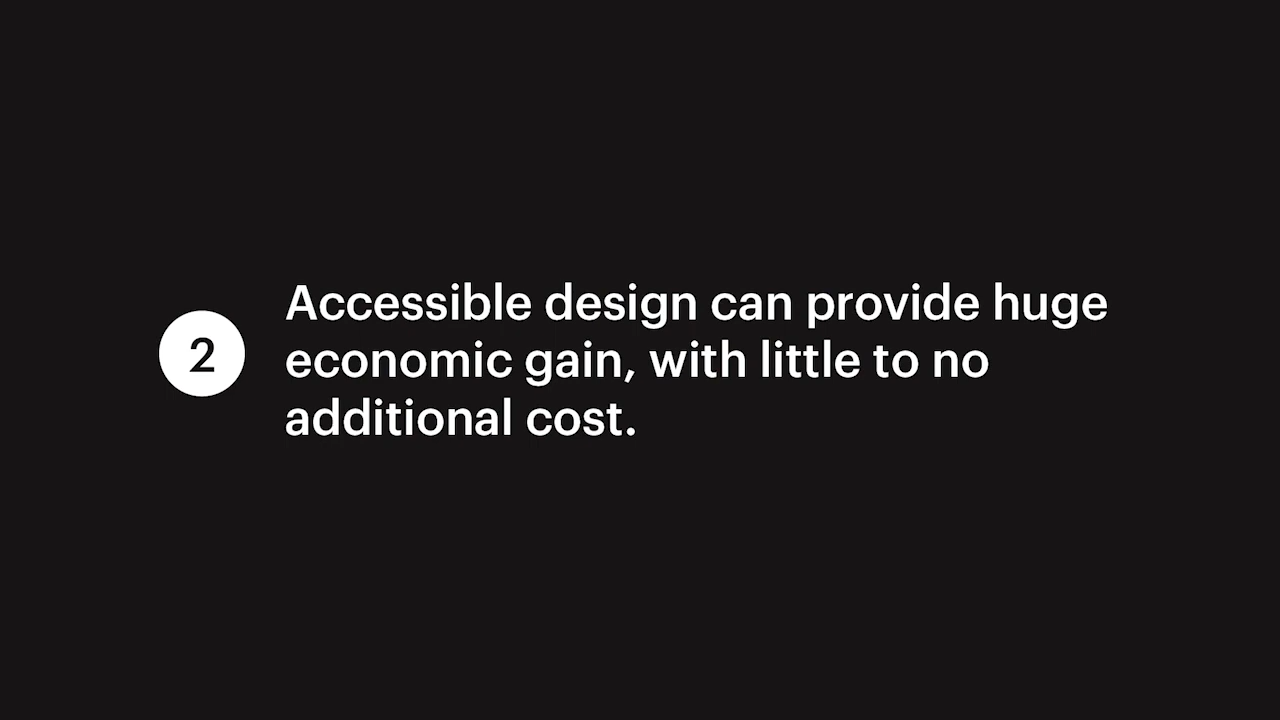 2
Accessible design can provide huge
economic gain, with little to no
additional cost.